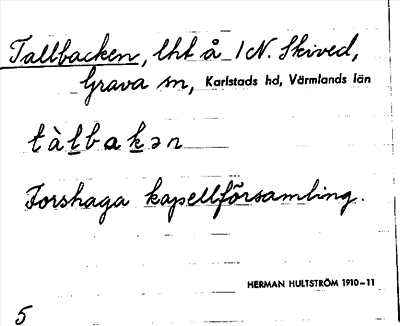 Tallbacken, lht å 1 N. Skived,
Grava sn, Karlstads hd, Värmlands län
tàlbakən
Forshaga kapellförsamling.
HERMAN HULTSTRÖM 1910–11
5